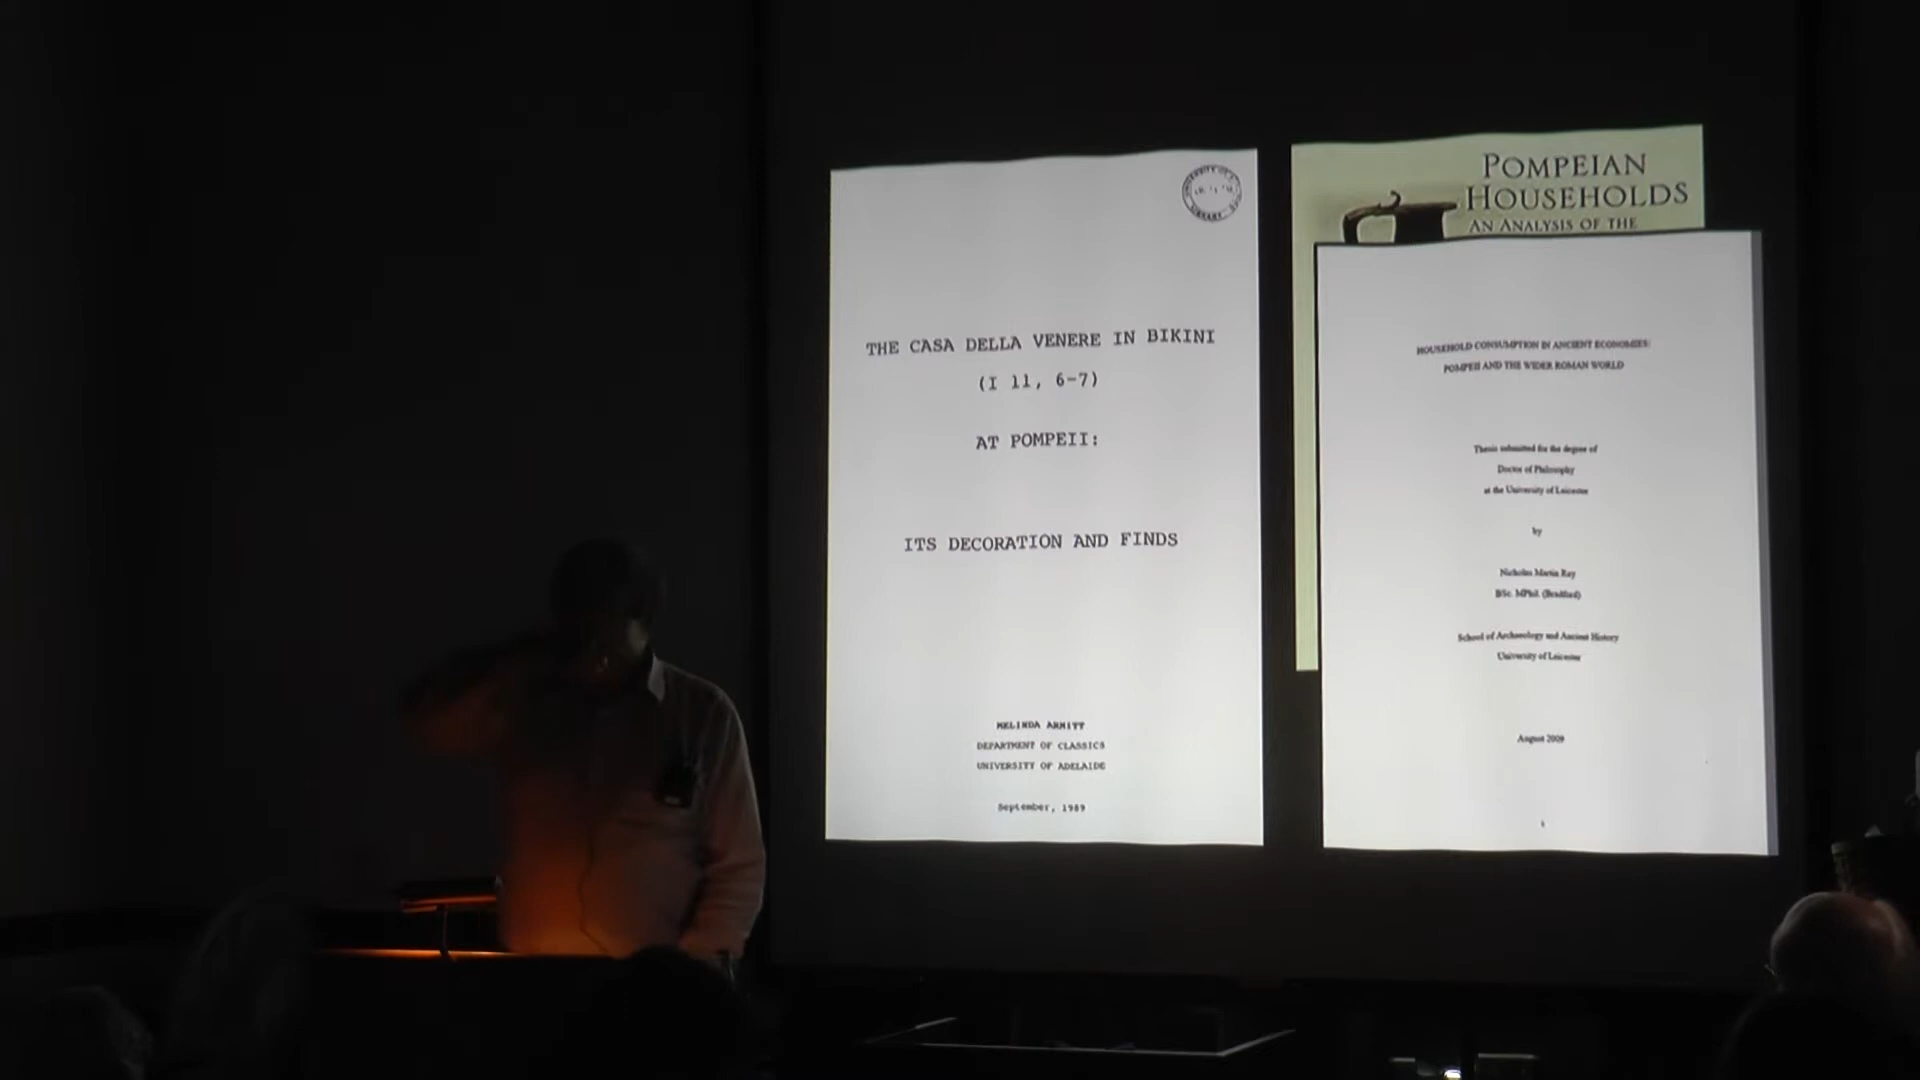 THE CASA DELLA VENERE IN BIKINI
(I 11, 6-7)
AT POMPEII:
ITS DECORATION AND FINDS
MELINDA ARMITT
DEPARTMENT OF CLASSICS
UNIVERSITY OF ADELAIDE
September, 1989
UNIVERSITY OF
LIBRARY
POMPEIAN
HOUSEHOLDS
AN ANALYSIS OF THE
HOUSEHOLD CONSUMPTION IN ANCIENT ECONOMIES:
POMPEII AND THE WIDER ROMAN WORLD
Thesis submitted for the degree of
Doctor of Philosophy
at the University of Leicester
by
Nicholas Martin Ray
BSc. MPhil. (Bradford)
School of Archaeology and Ancient History
University of Leicester
August 2009